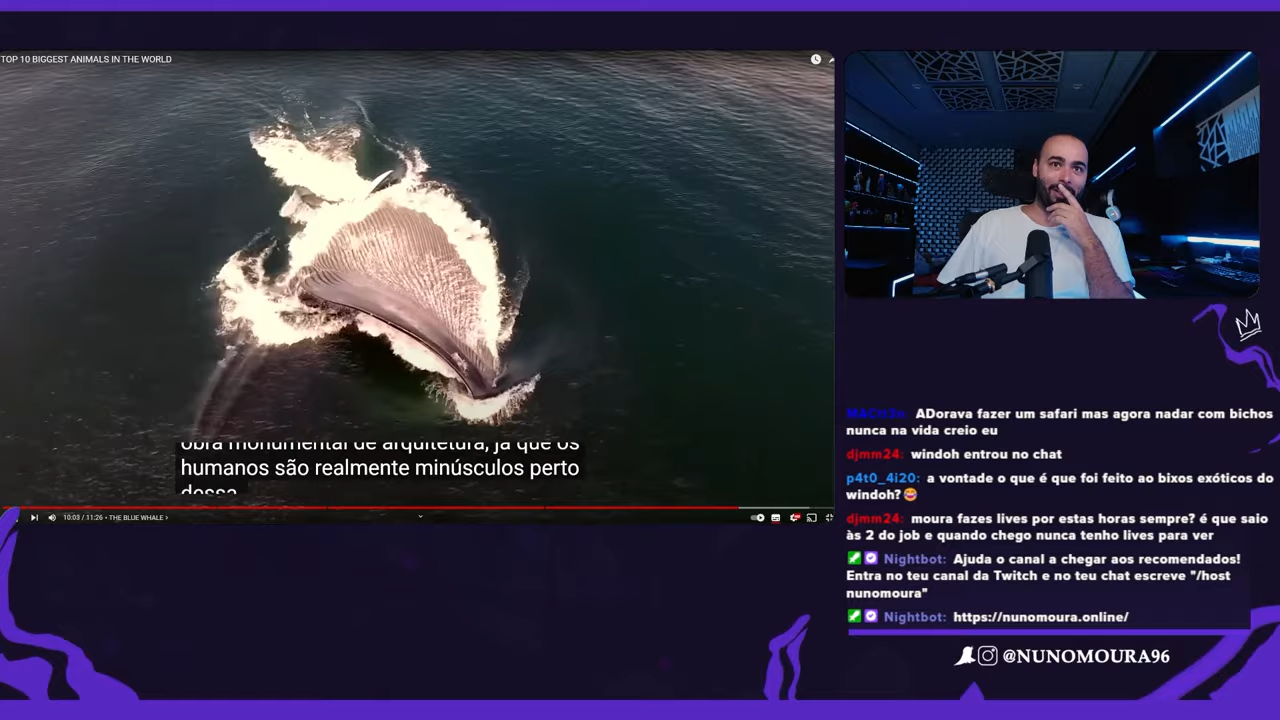 TOP 10 BIGGEST ANIMALS IN THE WORLD
obra monumental de arquitetura, já que os
humanos são realmente minúsculos perto
dessa
10:03 / 11:26 • THE BLUE WHALE >
MACH3n: ADorava fazer um safari mas agora nadar com bichos
nunca na vida creio eu
djmm24: windoh entrou no chat
p4t0_4i20: a vontade o que é que foi feito ao bixos exóticos do
windoh?
djmm24: moura fazes lives por estas horas sempre? é que saio
às 2 do job e quando chego nunca tenho lives para ver
Nightbot: Ajuda o canal a chegar aos recomendados!
Entra no teu canal da Twitch e no teu chat escreve "/host
nunomoura"
Nightbot: https://nunomoura.online/
@NUNOMOURA96